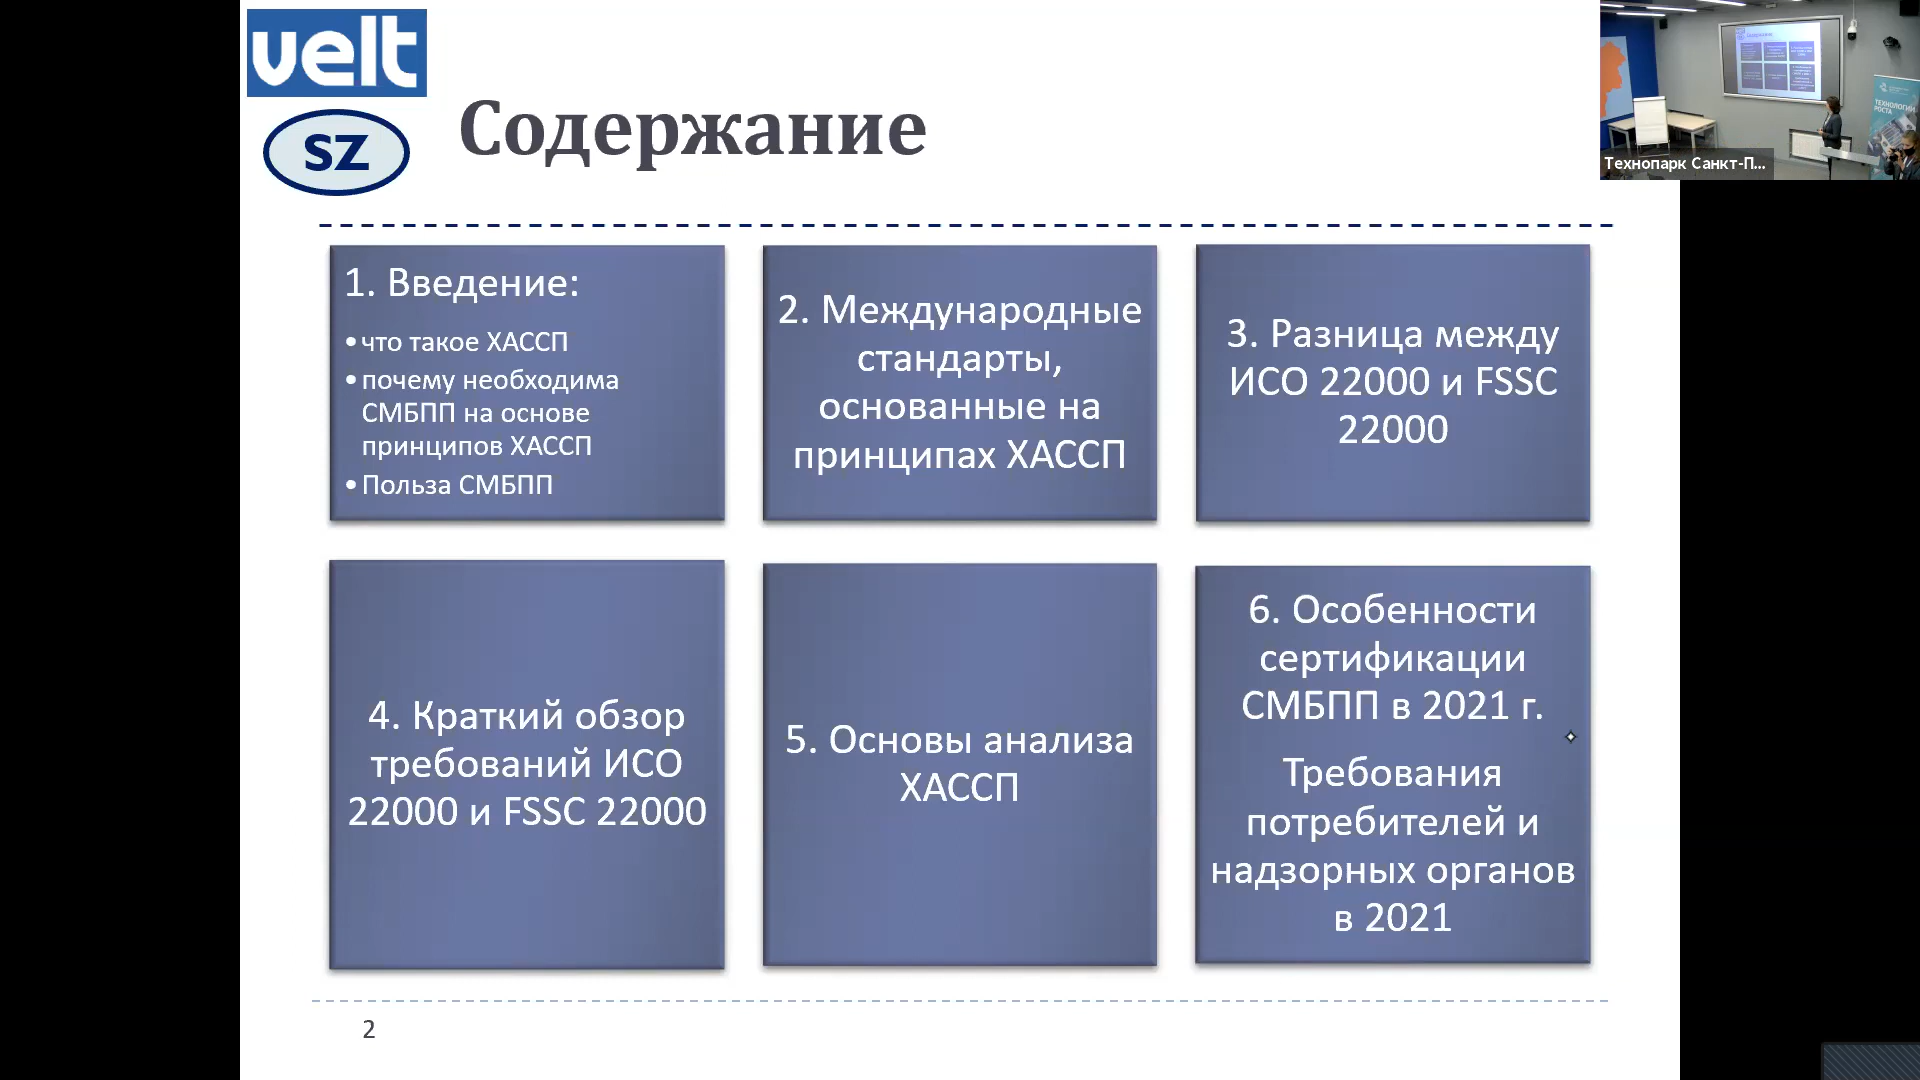 velt
SZ
Содержание
Технопарк Санкт-П...
ТЕХНОЛОГИИ
РОСТА
1. Введение:
• что такое ХАССП
• почему необходима
СМБПП на основе
принципов ХАССП
• Польза СМБПП
2. Международные
стандарты,
основанные на
принципах ХАССП
3. Разница между
ИСО 22000 и FSSC
22000
4. Краткий обзор
требований ИСО
22000 и FSSC 22000
5. Основы анализа
ХАССП
6. Особенности
сертификации
СМБПП в 2021 г.
Требования
потребителей и
надзорных органов
в 2021
2